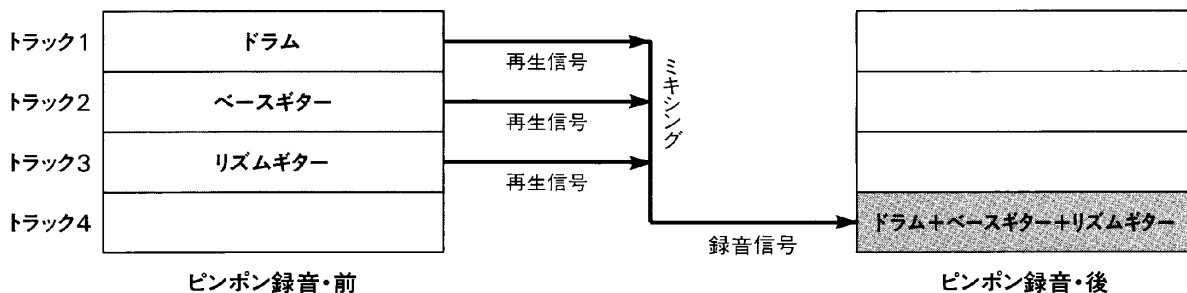 トラック1
ドラム
再生信号
トラック2
ベースギター
再生信号
トラック3
リズムギター
再生信号
トラック4
ミキシング
録音信号
ドラム+ベースギター+リズムギター
ピンポン録音・前
ピンポン録音・後